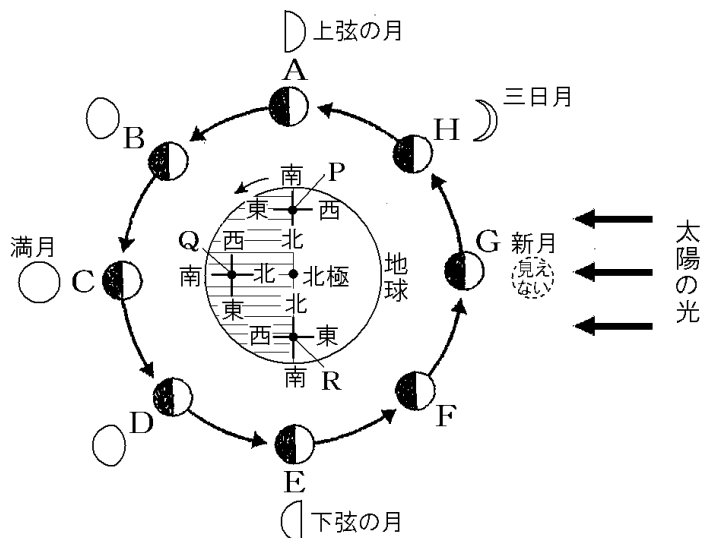 上弦の月
A
三日月
B
H
南
P
東
西
北
Q
西
G
新月
見え
ない
満月
C
南
北
北極
地球
太陽の光
東
北
西
東
南
R
D
F
E
下弦の月